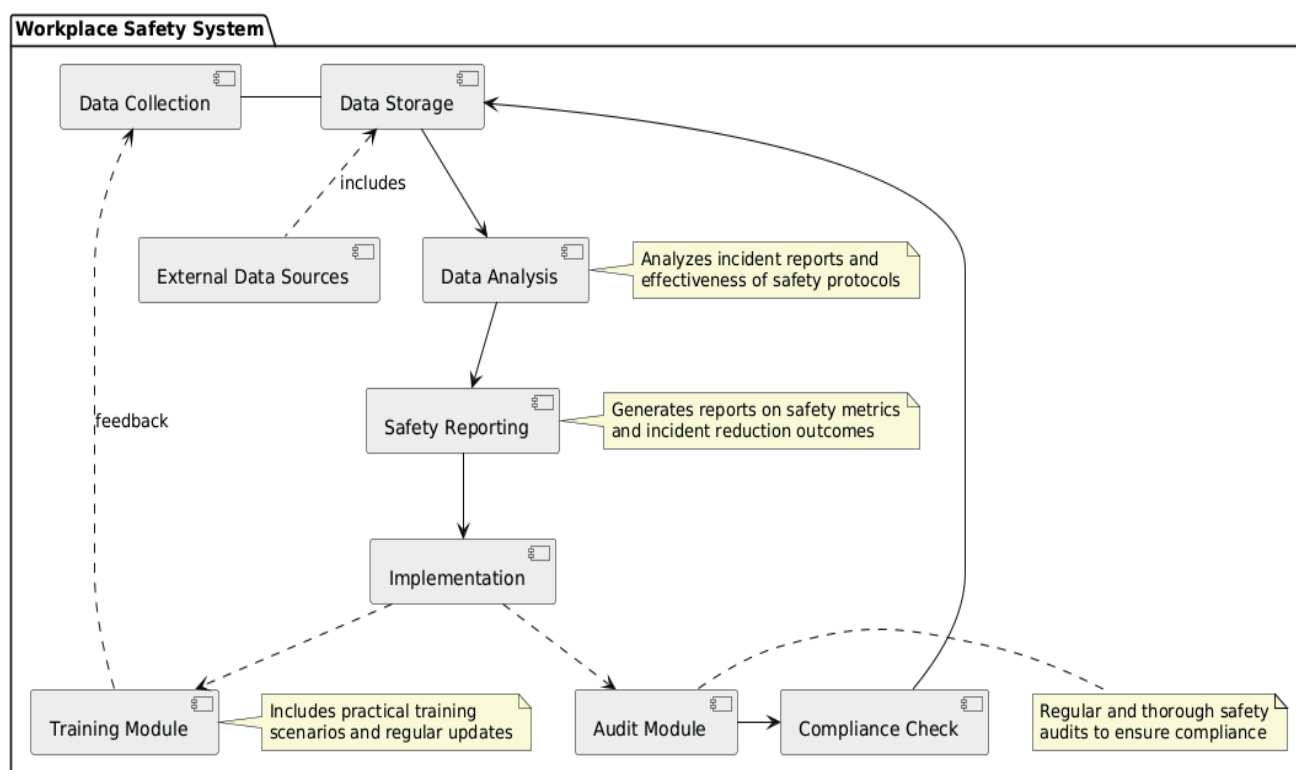 Workplace Safety System
Data Collection
Data Storage
includes
External Data Sources
Data Analysis
Analyzes incident reports and
effectiveness of safety protocols
feedback
Safety Reporting
Generates reports on safety metrics
and incident reduction outcomes
Implementation
Training Module
Includes practical training
scenarios and regular updates
Audit Module
Compliance Check
Regular and thorough safety
audits to ensure compliance